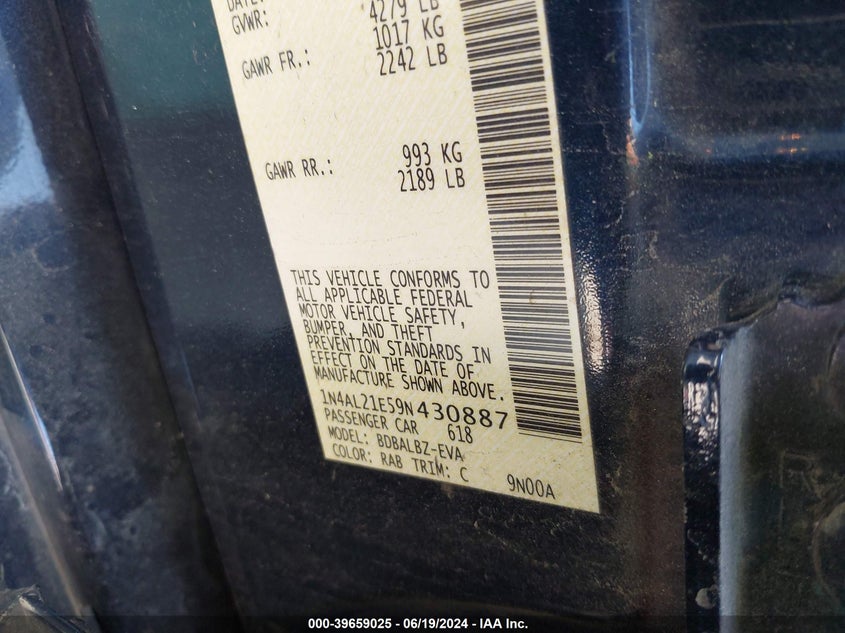 DATE:
GVWR: 4279 LB
1017 KG
GAWR FR.: 2242 LB
993 KG
GAWR RR.: 2189 LB
THIS VEHICLE CONFORMS TO
ALL APPLICABLE FEDERAL
MOTOR VEHICLE SAFETY,
BUMPER, AND THEFT
PREVENTION STANDARDS IN
EFFECT ON THE DATE OF
MANUFACTURE SHOWN ABOVE.
1N4AL21E59N430887
PASSENGER CAR 618
MODEL: BDBALBZ-EVA
COLOR: RAB TRIM: C 9N00A
000-39659025 - 06/19/2024 - IAA Inc.